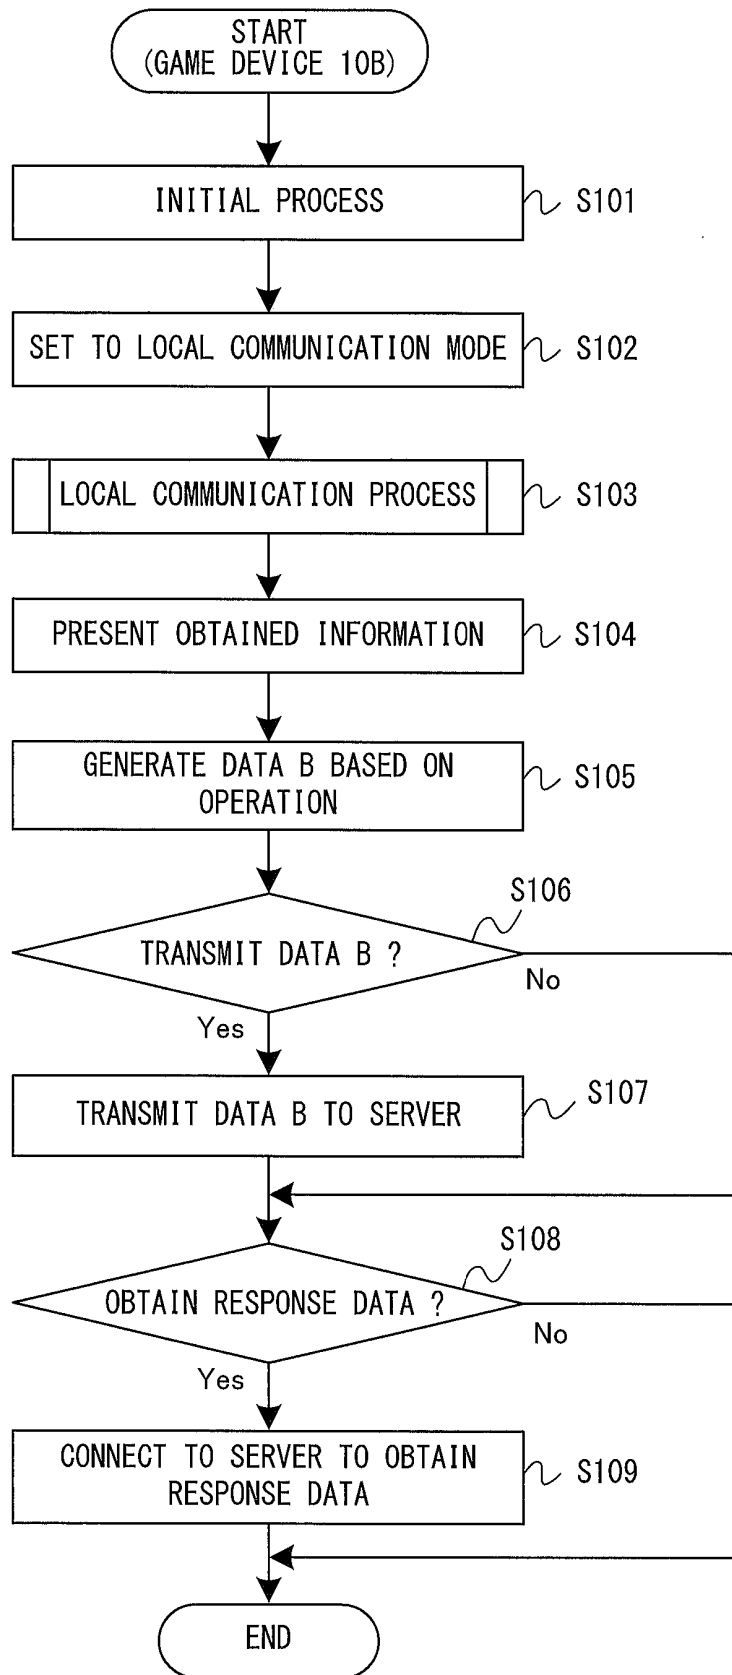 START
(GAME DEVICE 10B)
INITIAL PROCESS
S101
SET TO LOCAL COMMUNICATION MODE
S102
LOCAL COMMUNICATION PROCESS
S103
PRESENT OBTAINED INFORMATION
S104
GENERATE DATA B BASED ON
OPERATION
S105
S106
TRANSMIT DATA B ?
No
Yes
TRANSMIT DATA B TO SERVER
S107
S108
OBTAIN RESPONSE DATA ?
No
Yes
CONNECT TO SERVER TO OBTAIN
RESPONSE DATA
S109
END